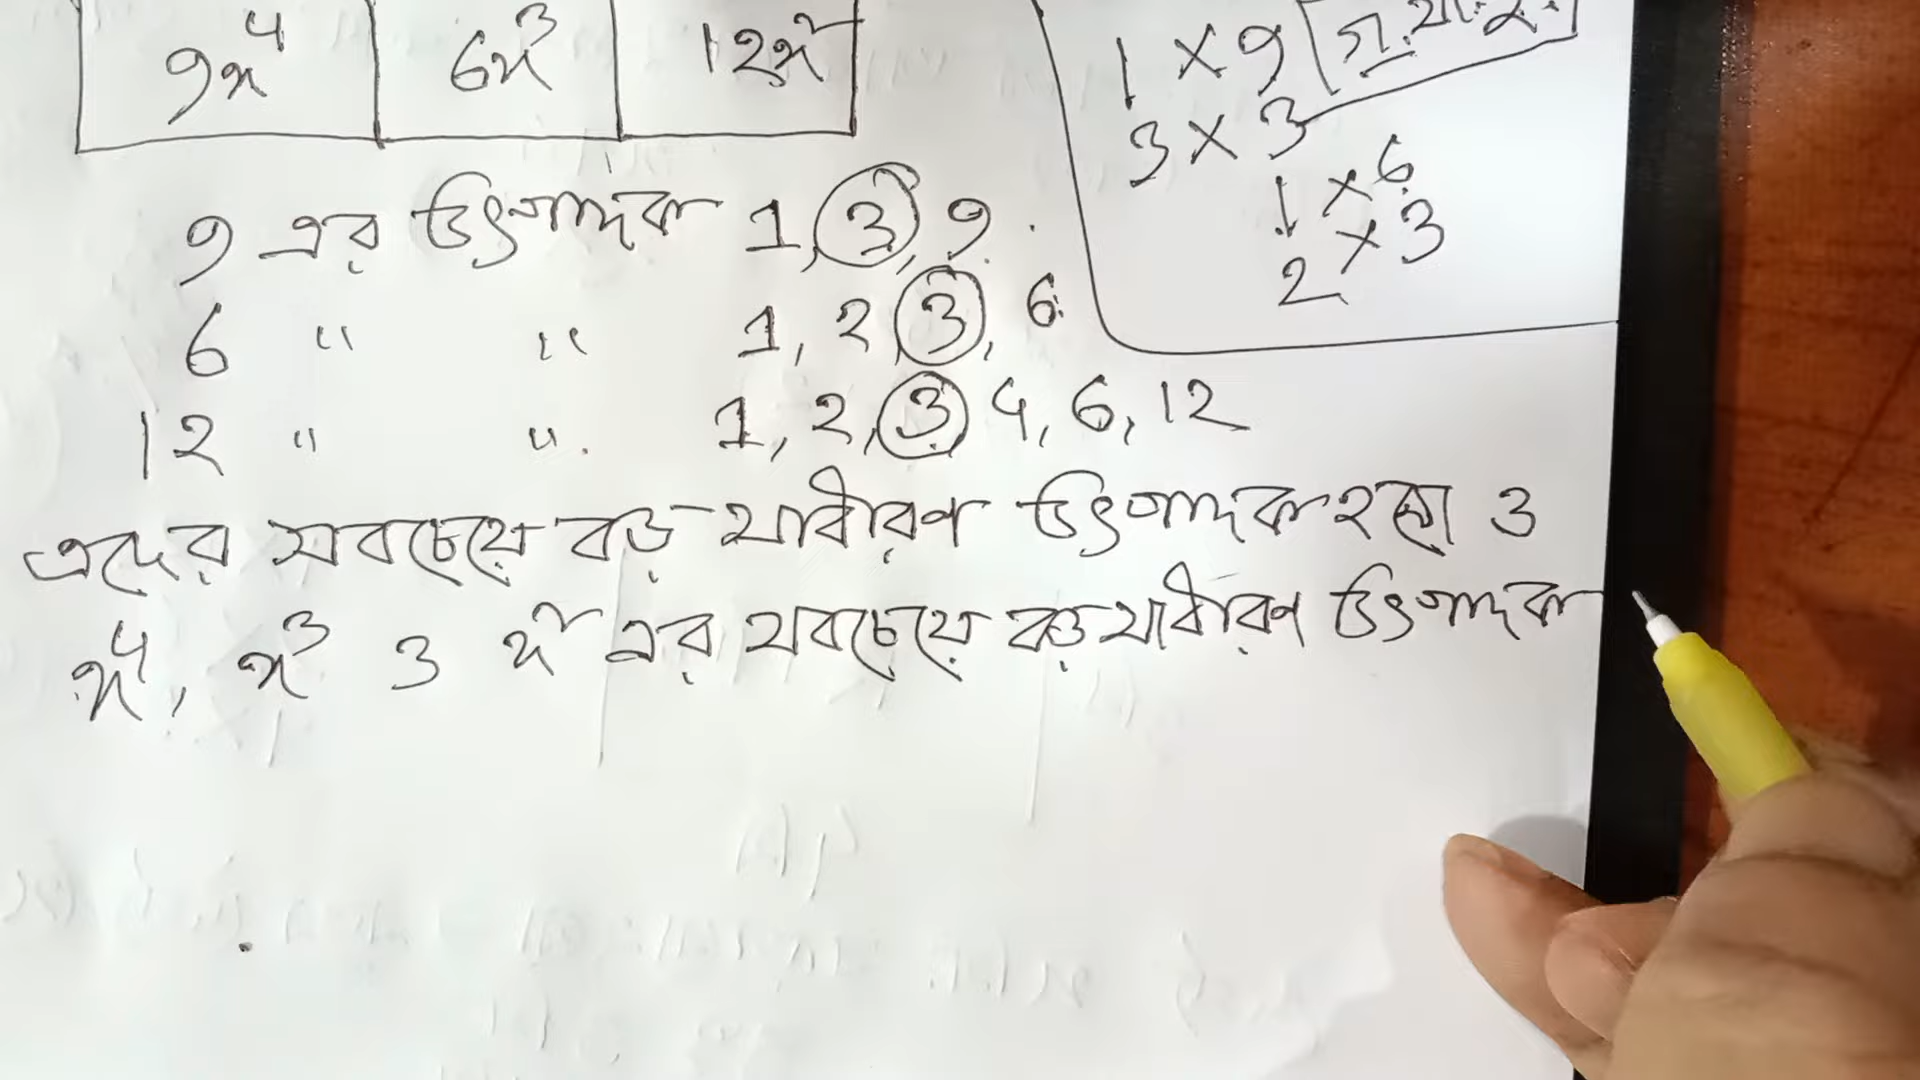 9x⁴ 6x³ 12x²
1 × 9 গ.সা.গু.
3 × 3
1 × 6
2 × 3
9 এর উৎপাদক 1, 3, 9
6 " " 1, 2, 3, 6
12 " " 1, 2, 3, 4, 6, 12
এদের সবচেয়ে বড় সাধারণ উৎপাদক হলো ৩
x⁴, x³ ও x² এর সবচেয়ে বড় সাধারণ উৎপাদক